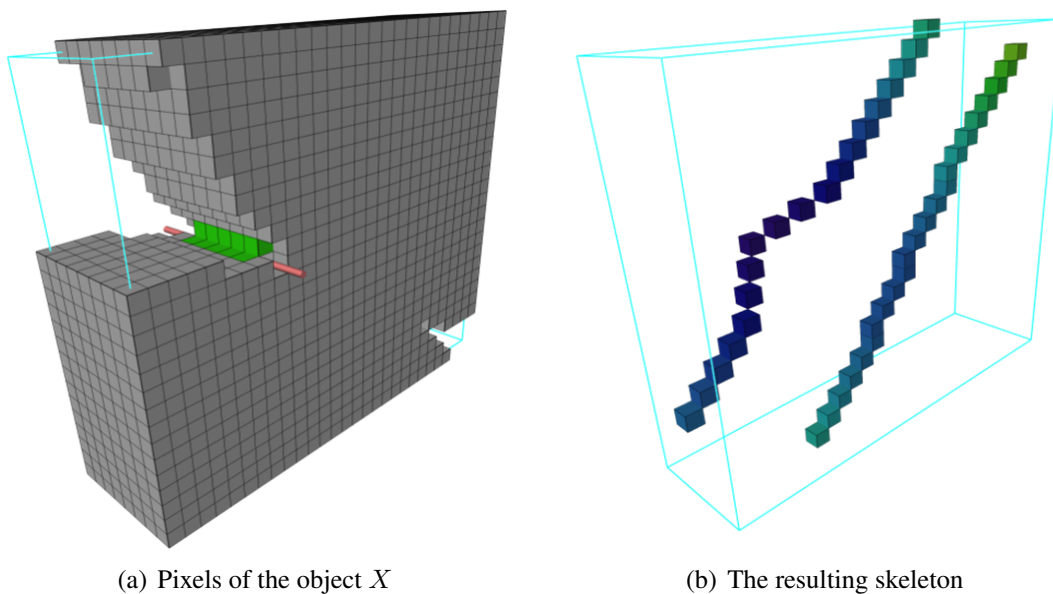 (a) Pixels of the object X
(b) The resulting skeleton